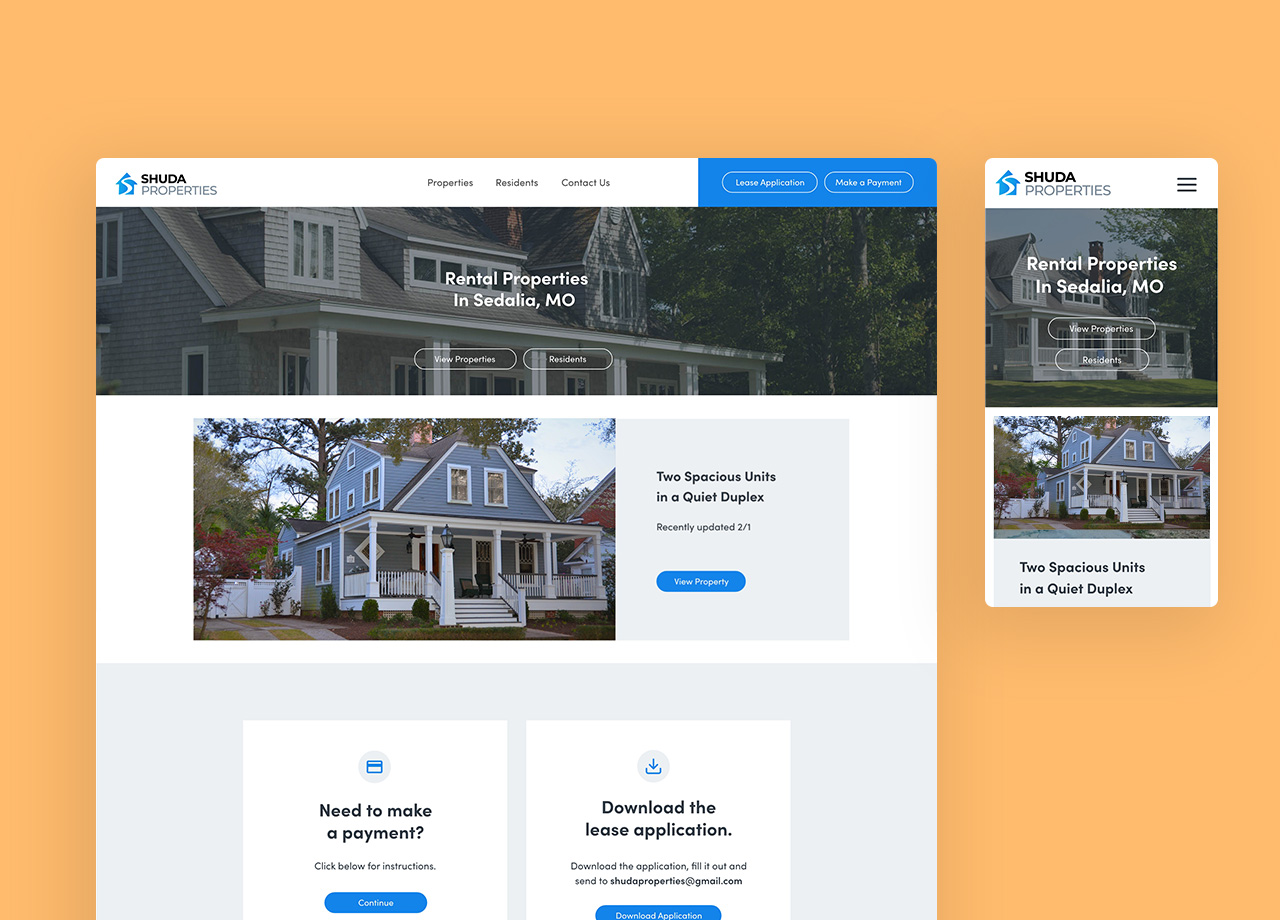 SHUDA
PROPERTIES
Properties Residents Contact Us
Lease Application Make a Payment
Rental Properties
In Sedalia, MO
View Properties Residents
Two Spacious Units
in a Quiet Duplex
Recently updated 2/1
View Property
Need to make
a payment?
Click below for instructions.
Continue
Download the
lease application.
Download the application, fill it out and
send to shudaproperties@gmail.com
Download Application
SHUDA
PROPERTIES
Rental Properties
In Sedalia, MO
View Properties
Residents
Two Spacious Units
in a Quiet Duplex